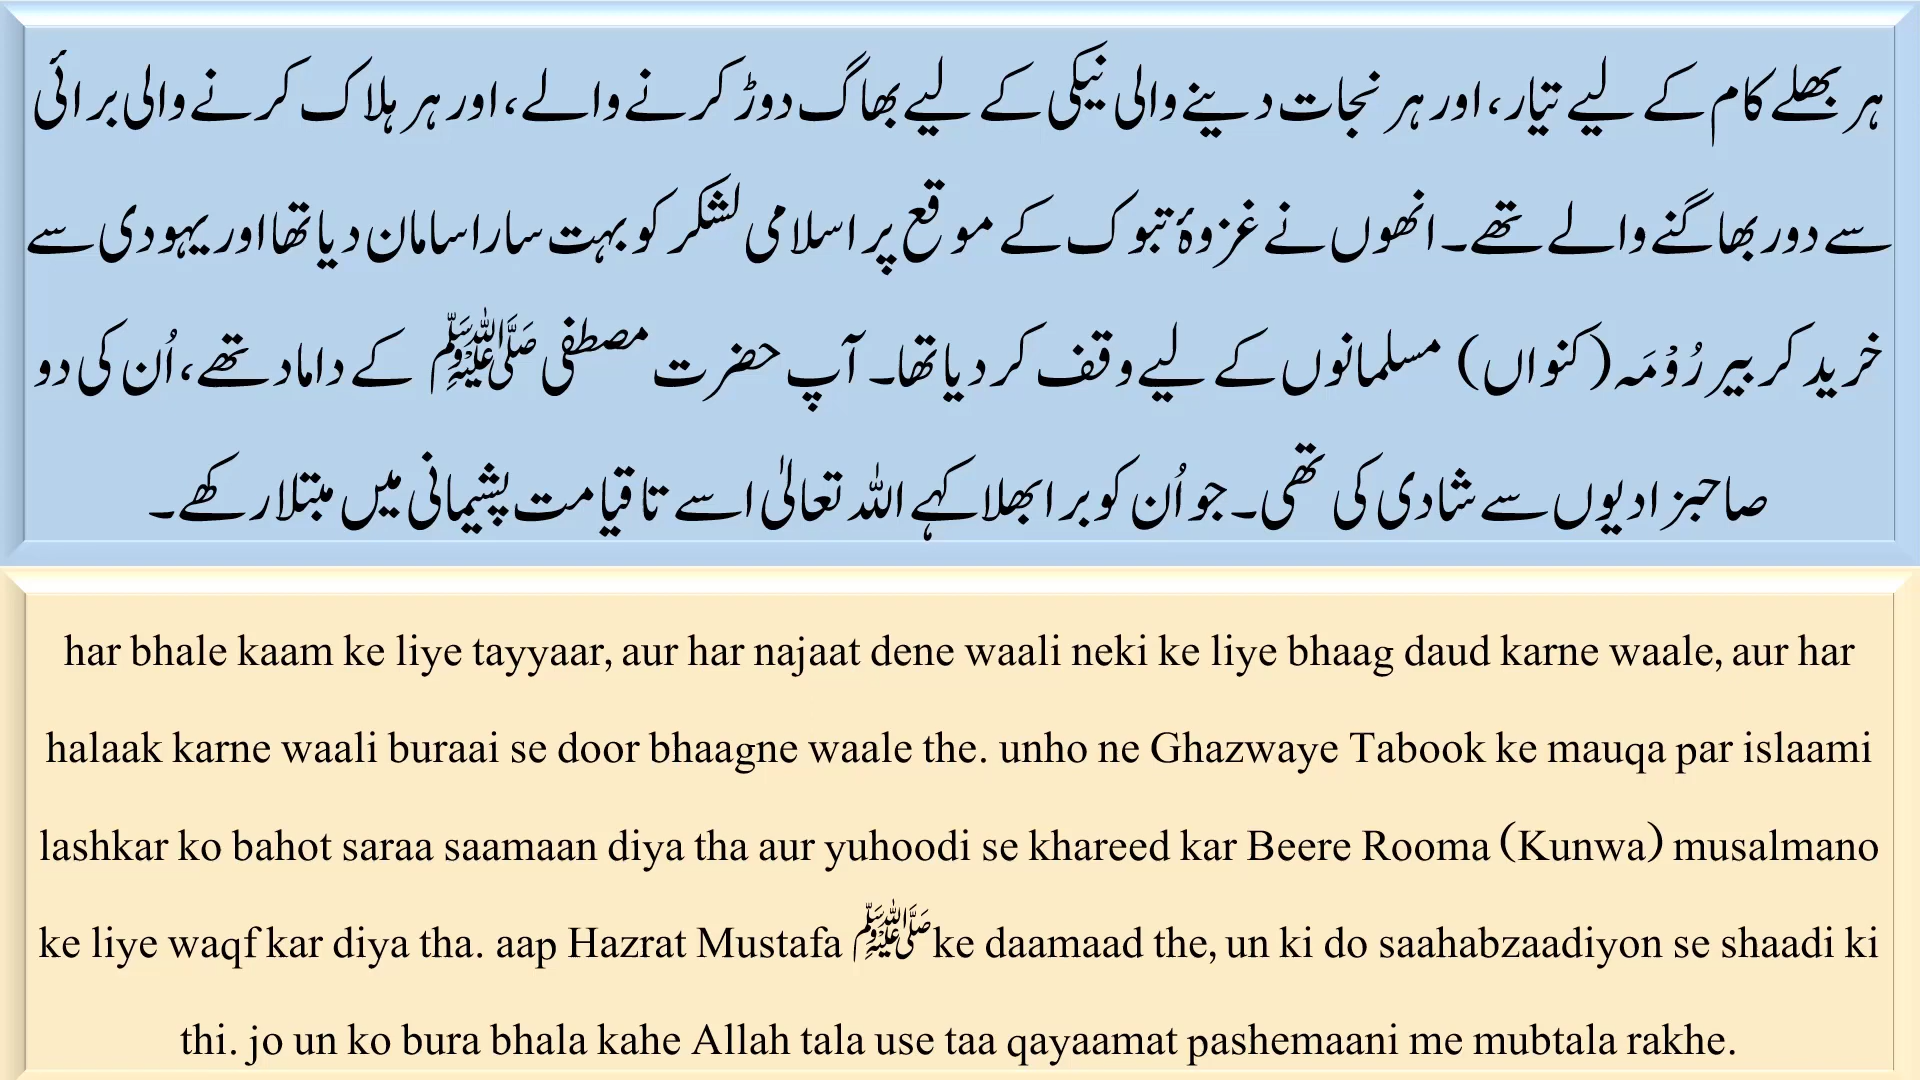 ہر بھلے کام کے لیے تیار، اور ہر نجات دینے والی نیکی کے لیے بھاگ دوڑ کرنے والے، اور ہر ہلاک کرنے والی برائی
سے دور بھاگنے والے تھے۔ انھوں نے غزوۂ تبوک کے موقع پر اسلامی لشکر کو بہت سارا سامان دیا تھا اور یہودی سے
خرید کر بیر رُوْمَہ (کنواں) مسلمانوں کے لیے وقف کر دیا تھا۔ آپ حضرت مصطفی ﷺ کے داماد تھے، اُن کی دو
صاحبزادیوں سے شادی کی تھی۔ جو اُن کو برا بھلا کہے اللہ تعالیٰ اسے تا قیامت پشیمانی میں مبتلا رکھے۔
har bhale kaam ke liye tayyaar, aur har najaat dene waali neki ke liye bhaag daud karne waale, aur har
halaak karne waali buraai se door bhaagne waale the. unho ne Ghazwaye Tabook ke mauqa par islaami
lashkar ko bahot saraa saamaan diya tha aur yuhoodi se khareed kar Beere Rooma (Kunwa) musalmano
ke liye waqf kar diya tha. aap Hazrat Mustafa ﷺ ke daamaad the, un ki do saahabzaadiyon se shaadi ki
thi. jo un ko bura bhala kahe Allah tala use taa qayaamat pashemaani me mubtala rakhe.